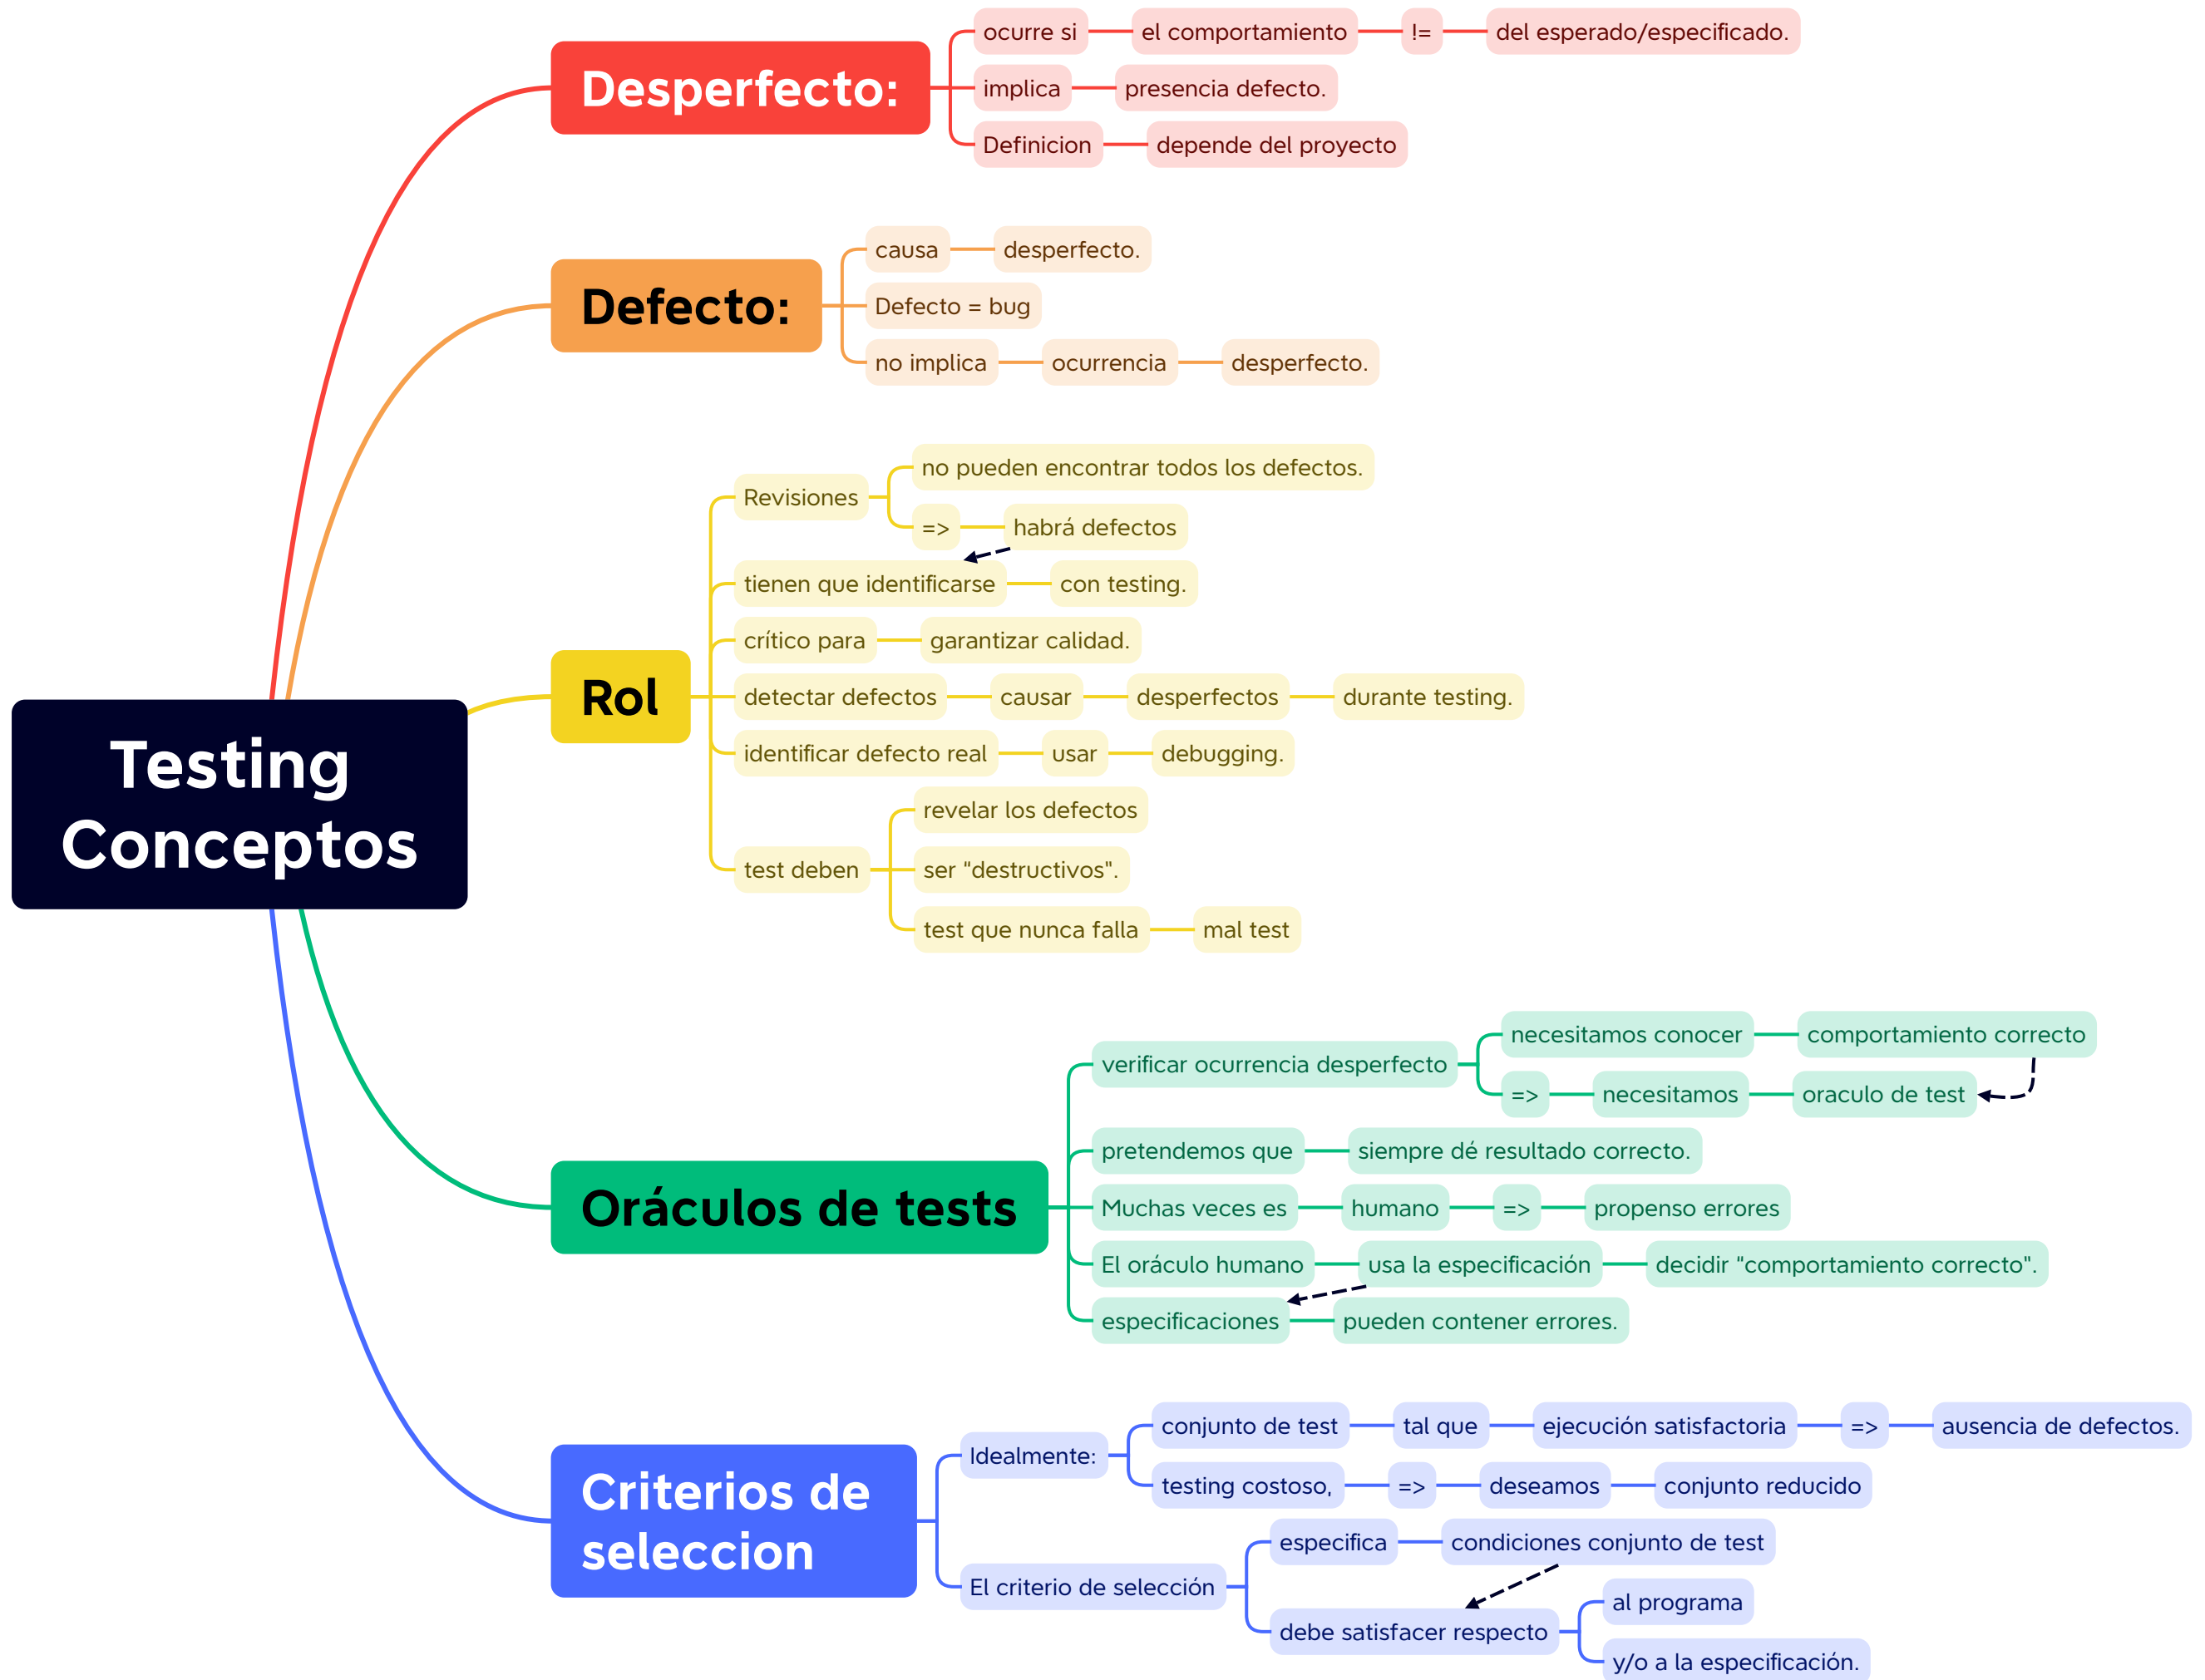 Testing
Conceptos
Desperfecto:
ocurre si el comportamiento != del esperado/especificado.
implica presencia defecto.
Definicion depende del proyecto
Defecto:
causa desperfecto.
Defecto = bug
no implica ocurrencia desperfecto.
Rol
Revisiones
no pueden encontrar todos los defectos.
=> habrá defectos
tienen que identificarse con testing.
crítico para garantizar calidad.
detectar defectos causar desperfectos durante testing.
identificar defecto real usar debugging.
test deben
revelar los defectos
ser "destructivos".
test que nunca falla mal test
Oráculos de tests
verificar ocurrencia desperfecto
necesitamos conocer comportamiento correcto
=> necesitamos oraculo de test
pretendemos que siempre dé resultado correcto.
Muchas veces es humano => propenso errores
El oráculo humano usa la especificación decidir "comportamiento correcto".
especificaciones pueden contener errores.
Criterios de
seleccion
Idealmente:
conjunto de test tal que ejecución satisfactoria => ausencia de defectos.
testing costoso, => deseamos conjunto reducido
El criterio de selección
especifica condiciones conjunto de test
debe satisfacer respecto
al programa
y/o a la especificación.